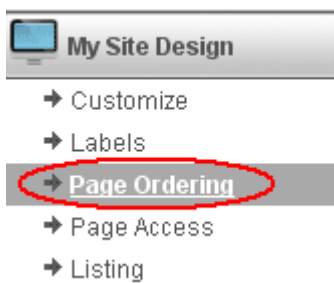 My Site Design
Customize
Labels
Page Ordering
Page Access
Listing